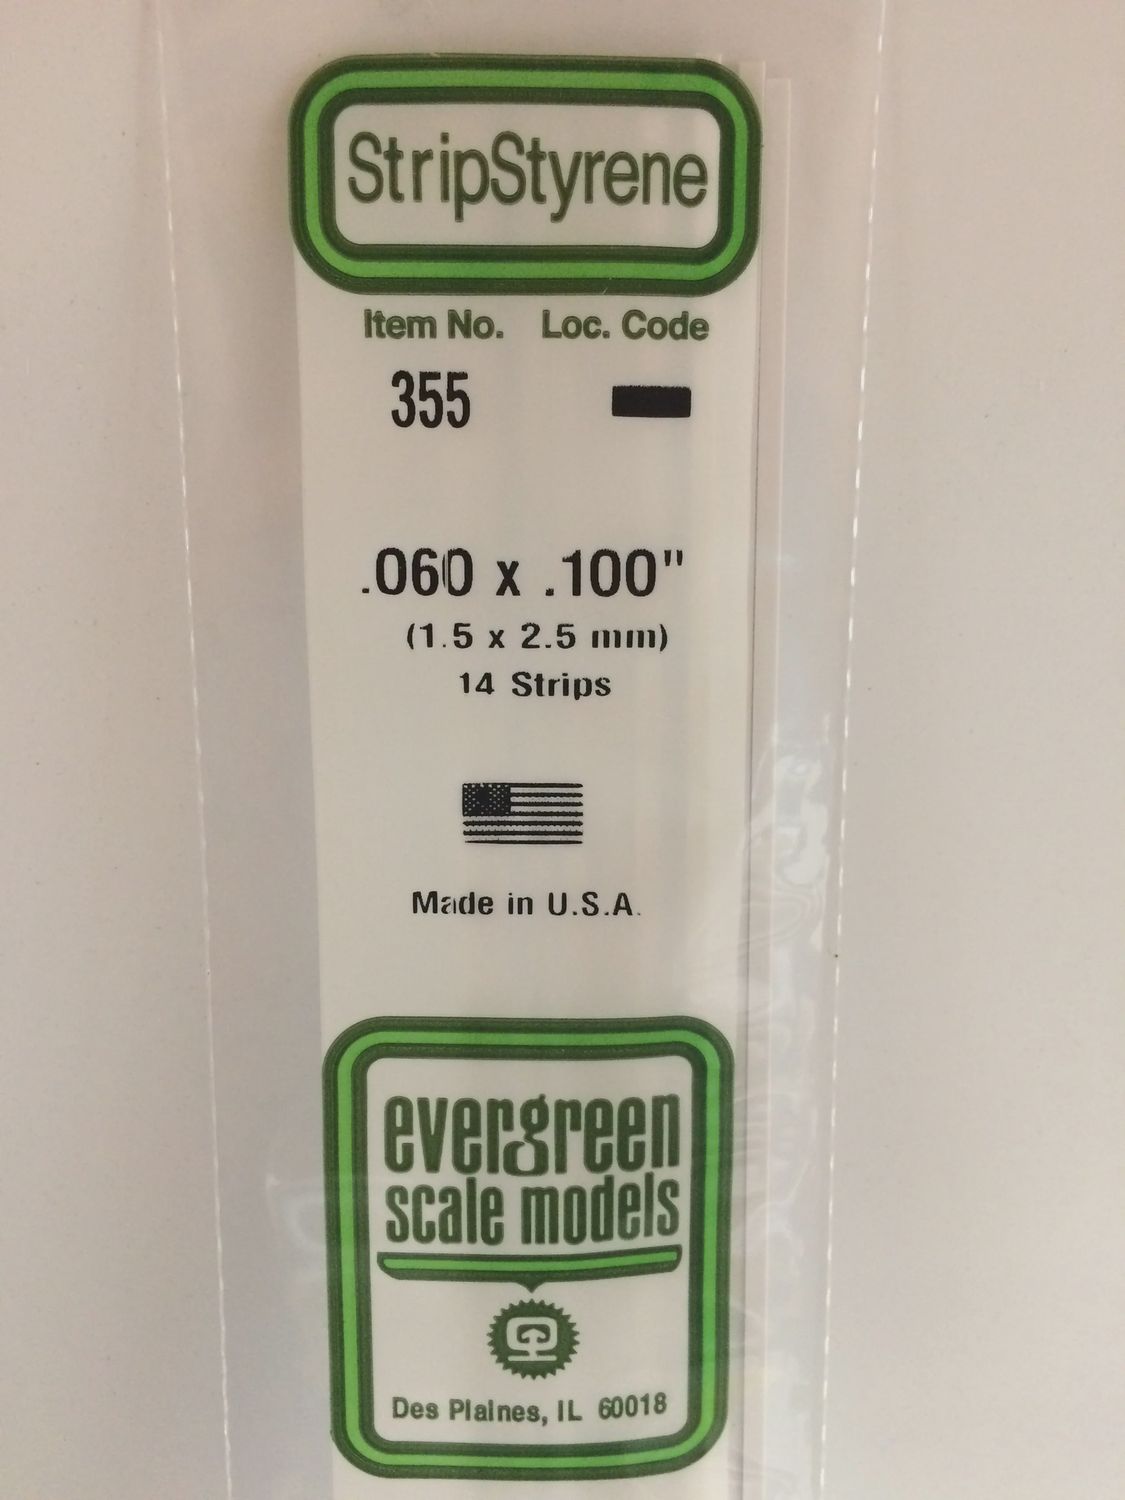 StripStyrene
Item No. Loc. Code
355
.060 x .100"
(1.5 x 2.5 mm)
14 Strips
Made in U.S.A.
evergreen
scale models
Des Plaines, IL 60018